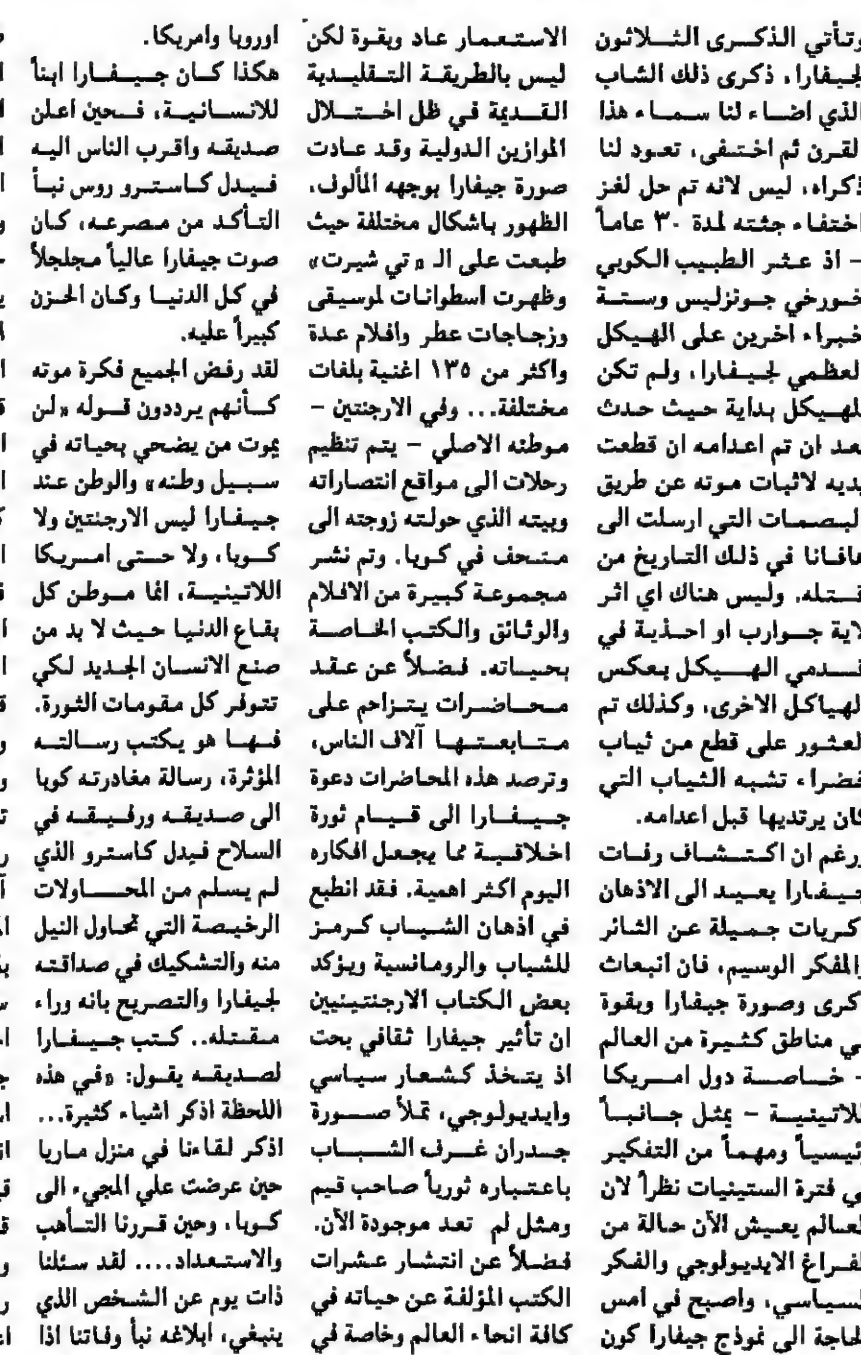 وتأتي الذكرى الثلاثون
لجيفارا، ذكرى ذلك الشاب
الذي اضاء لنا سماء هذا
القرن ثم اختفى، تعود لنا
ذكراه، ليس لانه تم حل لغز
اختفاء جثته لمدة ٣٠ عاماً
- اذ عثر الطبيب الكوبي
خورخي جونزليس وستة
خبراء اخرين على الهيكل
العظمي لجيفارا، ولم تكن
للهيكل بداية حيث حدث
بعد ان تم اعدامه ان قطعت
يديه لاثبات موته عن طريق
البصمات التي ارسلت الى
هافانا في ذلك التاريخ من
قتله. وليس هناك اي اثر
لاية جوارب او احذية في
قدمي الهيكل بعكس
الهياكل الاخرى، وكذلك تم
العثور على قطع من ثياب
خضراء تشبه الثياب التي
كان يرتديها قبل اعدامه.
ورغم ان اكتشاف رفات
جيفارا يعيد الى الاذهان
ذكريات جميلة عن الثائر
والمفكر الوسيم، فان انبعاث
ذكرى وصورة جيفارا وبقوة
في مناطق كثيرة من العالم
- خاصة دول امريكا
اللاتينية - يمثل جانباً
رئيسياً ومهماً من التفكير
في فترة الستينيات نظراً لان
العالم يعيش الآن حالة من
الفراغ الايديولوجي والفكر
السياسي، واصبح في امس
الحاجة الى نموذج جيفارا كون
الاستعمار عاد وبقوة لكن
ليس بالطريقة التقليدية
القديمة في ظل اختلال
الموازين الدولية وقد عادت
صورة جيفارا بوجهه المألوف،
الظهور باشكال مختلفة حيث
طبعت على الـ «تي شيرت»
وظهرت اسطوانات لموسيقى
وزجاجات عطر وافلام عدة
واكثر من ١٣٥ اغنية بلغات
مختلفة... وفي الارجنتين -
موطنه الاصلي - يتم تنظيم
رحلات الى مواقع انتصاراته
وبيته الذي حولته زوجته الى
متحف في كوبا. وتم نشر
مجموعة كبيرة من الافلام
والوثائق والكتب الخاصة
بحياته. فضلاً عن عقد
محاضرات يتزاحم على
متابعتها آلاف الناس،
وترصد هذه المحاضرات دعوة
جيفارا الى قيام ثورة
اخلاقية مما يجعل افكاره
اليوم اكثر اهمية. فقد انطبع
في اذهان الشباب كرمز
للشباب والرومانسية ويؤكد
بعض الكتاب الارجنتينيين
ان تأثير جيفارا ثقافي بحت
اذ يتخذ كشعار سياسي
وايديولوجي، تملأ صورة
جدران غرف الشباب
باعتباره ثورياً صاحب قيم
ومثل لم تعد موجودة الآن.
فضلاً عن انتشار عشرات
الكتب المؤلفة عن حياته في
كافة انحاء العالم وخاصة في
اوروبا وامريكا.
هكذا كان جيفارا ابناً
للانسانية، فحين اعلن
صديقه واقرب الناس اليه
فيدل كاسترو روس نبأ
التأكد من مصرعه، كان
صوت جيفارا عالياً مجلجلاً
في كل الدنيا وكان الحزن
كبيراً عليه.
لقد رفض الجميع فكرة موته
كأنهم يرددون قوله «لن
يموت من يضحي بحياته في
سبيل وطنه» والوطن عند
جيفارا ليس الارجنتين ولا
كوبا، ولا حتى امريكا
اللاتينية، انما موطن كل
بقاع الدنيا حيث لا بد من
صنع الانسان الجديد لكي
تتوفر كل مقومات الثورة.
فها هو يكتب رسالته
المؤثرة، رسالة مغادرته كوبا
الى صديقه ورفيقه في
السلاح فيدل كاسترو الذي
لم يسلم من المحاولات
الرخيصة التي تحاول النيل
منه والتشكيك في صداقته
لجيفارا والتصريح بانه وراء
مقتله.. كتب جيفارا
لصديقه يقول: «في هذه
اللحظة اذكر اشياء كثيرة...
اذكر لقاءنا في منزل ماريا
حين عرضت علي المجيء الى
كوبا، وحين قررنا التأهب
والاستعداد.... لقد سئلنا
ذات يوم عن الشخص الذي
ينبغي، ابلاغه نبأ وفاتنا اذا